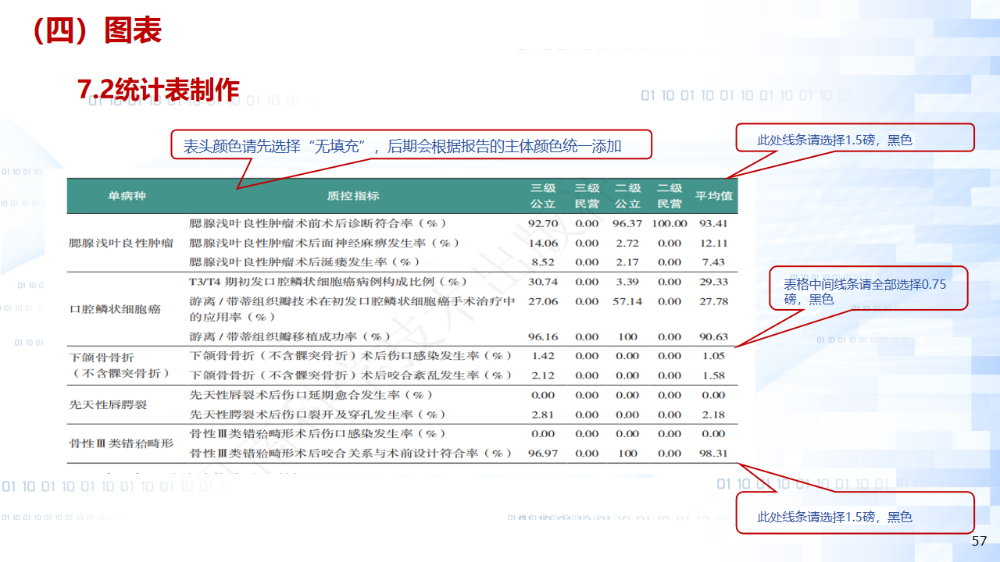 （四）图表
7.2统计表制作
01 10 01 10 01 10 01 10 01 10 01
表头颜色请先选择“无填充”，后期会根据报告的主体颜色统一添加
此处线条请选择1.5磅，黑色
单病种 质控指标 三级公立 三级民营 二级公立 二级民营 平均值
腮腺浅叶良性肿瘤 腮腺浅叶良性肿瘤术前术后诊断符合率（%） 92.70 0.00 96.37 100.00 93.41
腮腺浅叶良性肿瘤术后面神经麻痹发生率（%） 14.06 0.00 2.72 0.00 12.11
腮腺浅叶良性肿瘤术后涎瘘发生率（%） 8.52 0.00 2.17 0.00 7.43
口腔鳞状细胞癌 T3/T4 期初发口腔鳞状细胞癌病例构成比例（%） 30.74 0.00 3.39 0.00 29.33
游离 / 带蒂组织瓣技术在初发口腔鳞状细胞癌手术治疗中 27.06 0.00 57.14 0.00 27.78
的应用率（%）
游离 / 带蒂组织瓣移植成功率（%） 96.16 0.00 100 0.00 90.63
表格中间线条请全部选择0.75
磅，黑色
下颌骨骨折
（不含髁突骨折） 下颌骨骨折（不含髁突骨折）术后伤口感染发生率（%） 1.42 0.00 0.00 0.00 1.05
下颌骨骨折（不含髁突骨折）术后咬合紊乱发生率（%） 2.12 0.00 0.00 0.00 1.58
先天性唇腭裂 先天性唇裂术后伤口延期愈合发生率（%） 0.00 0.00 0.00 0.00 0.00
先天性腭裂术后伤口裂开及穿孔发生率（%） 2.81 0.00 0.00 0.00 2.18
骨性Ⅲ类错𬌗畸形 骨性Ⅲ类错𬌗畸形术后伤口感染发生率（%） 0.00 0.00 0.00 0.00 0.00
骨性Ⅲ类错𬌗畸形术后咬合关系与术前设计符合率（%） 96.97 0.00 100 0.00 98.31
此处线条请选择1.5磅，黑色
57